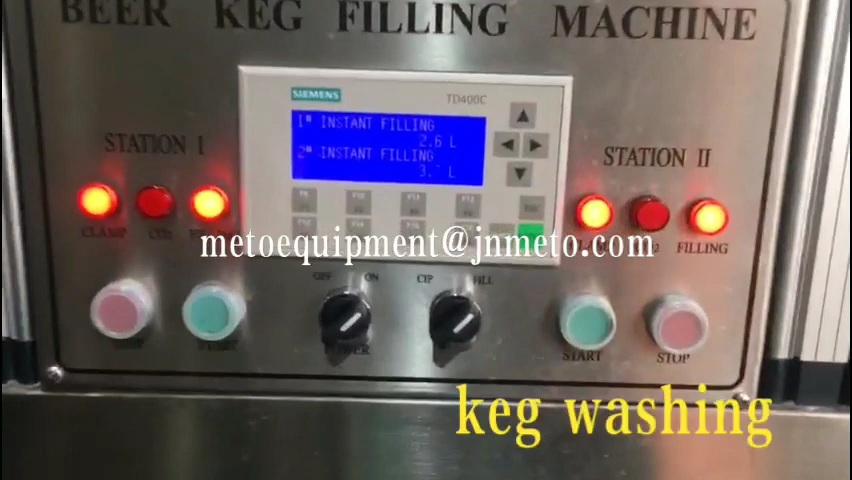 BEER KEG FILLING MACHINE
SIEMENS
TD400C
1# INSTANT FILLING
2.6 L
2# INSTANT FILLING
L
STATION I
STATION II
CLAMP
FILLING
metoequipment@jnmeto.com
OFF ON
CIP FILL
START
STOP
keg washing